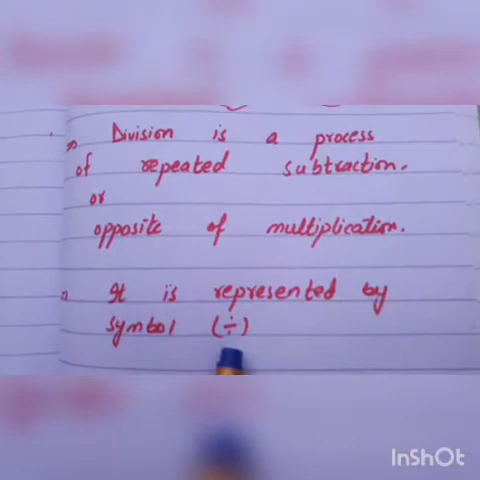 ⇒ Division is a process
of repeated subtraction.
or
opposite of multiplication.
⇒ It is represented by
symbol (÷)
InShOt